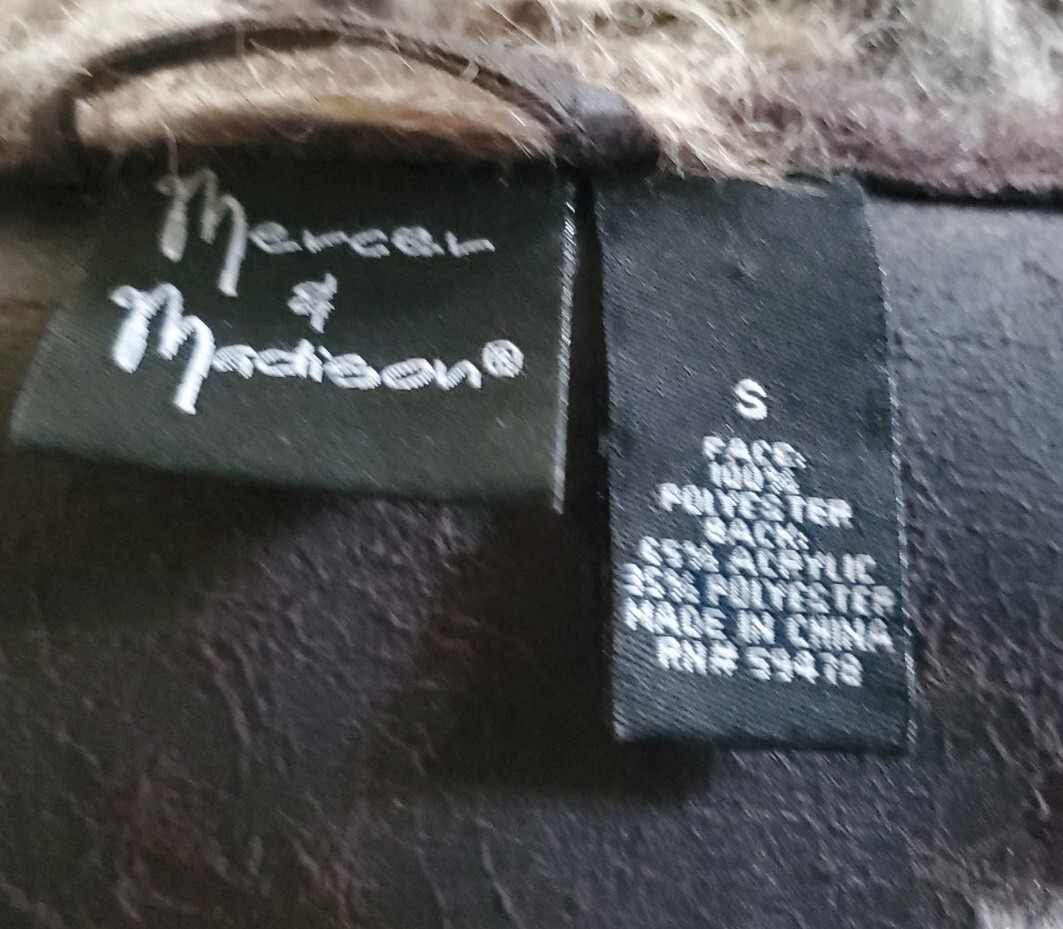 Mercer
&
Madison®
S
FACE:
100%
POLYESTER
BACK:
65% ACRYLIC
35% POLYESTER
MADE IN CHINA
RN# 59418